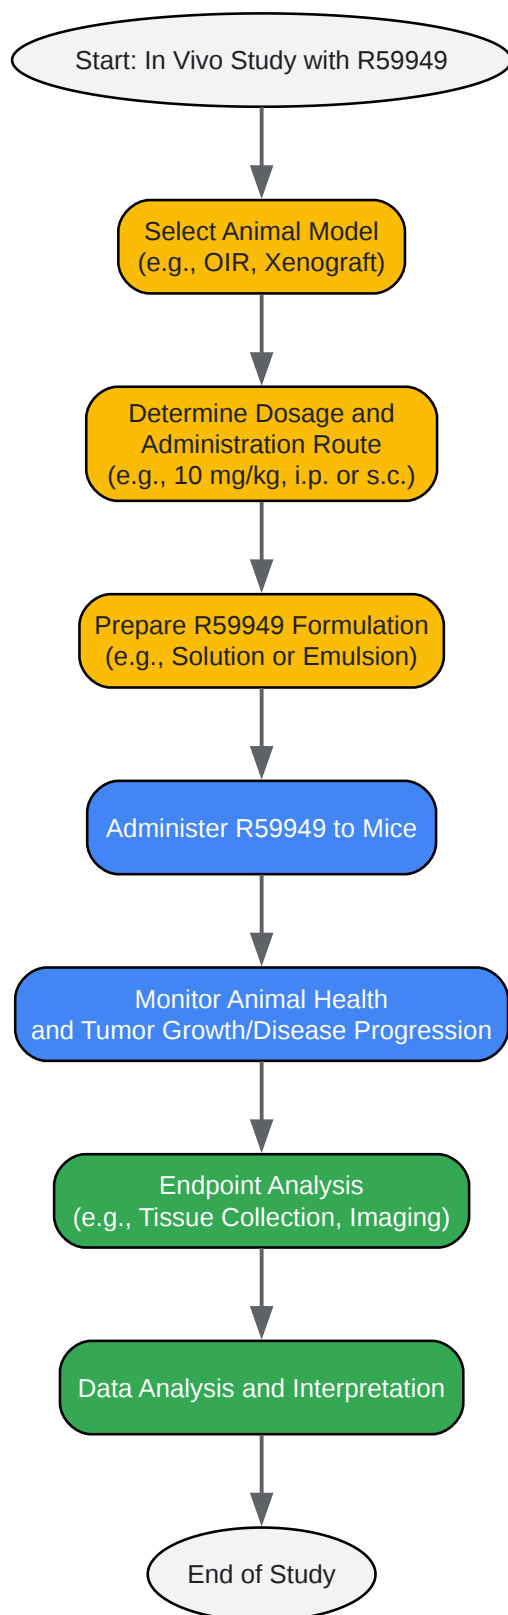 Start: In Vivo Study with R59949
Select Animal Model
(e.g., OIR, Xenograft)
Determine Dosage and
Administration Route
(e.g., 10 mg/kg, i.p. or s.c.)
Prepare R59949 Formulation
(e.g., Solution or Emulsion)
Administer R59949 to Mice
Monitor Animal Health
and Tumor Growth/Disease Progression
Endpoint Analysis
(e.g., Tissue Collection, Imaging)
Data Analysis and Interpretation
End of Study